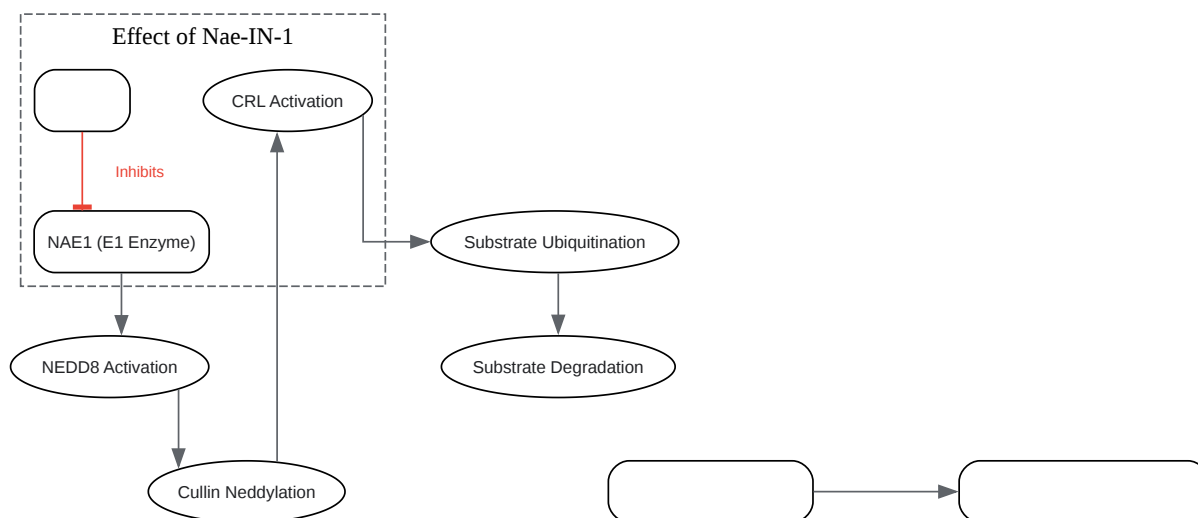 Effect of Nae-IN-1
CRL Activation
Inhibits
NAE1 (E1 Enzyme)
Substrate Ubiquitination
NEDD8 Activation
Substrate Degradation
Cullin Neddylation